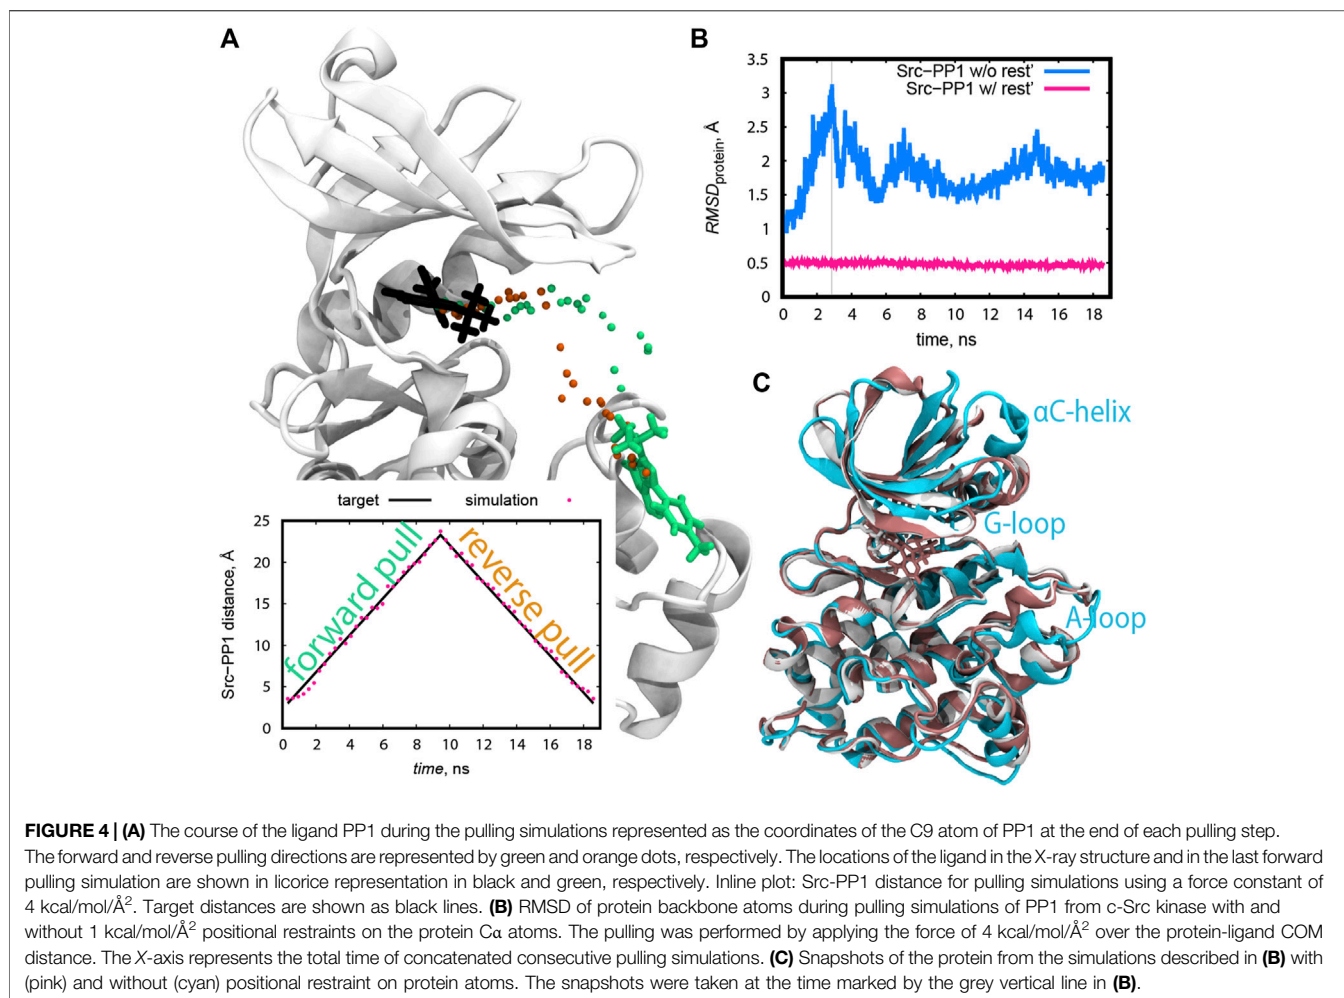 A
B
3.5
3
2.5
2
1.5
1
0.5
0
RMSDprotein, Å
Src−PP1 w/o rest'
Src−PP1 w/ rest'
0 2 4 6 8 10 12 14 16 18
time, ns
C
αC-helix
G-loop
A-loop
target simulation
25
20
15
10
5
0
Src−PP1 distance, Å
forward pull
reverse pull
0 2 4 6 8 10 12 14 16 18
time, ns
FIGURE 4 | (A) The course of the ligand PP1 during the pulling simulations represented as the coordinates of the C9 atom of PP1 at the end of each pulling step.
The forward and reverse pulling directions are represented by green and orange dots, respectively. The locations of the ligand in the X-ray structure and in the last forward
pulling simulation are shown in licorice representation in black and green, respectively. Inline plot: Src-PP1 distance for pulling simulations using a force constant of
4 kcal/mol/Å². Target distances are shown as black lines. (B) RMSD of protein backbone atoms during pulling simulations of PP1 from c-Src kinase with and
without 1 kcal/mol/Å² positional restraints on the protein Cα atoms. The pulling was performed by applying the force of 4 kcal/mol/Å² over the protein-ligand COM
distance. The X-axis represents the total time of concatenated consecutive pulling simulations. (C) Snapshots of the protein from the simulations described in (B) with
(pink) and without (cyan) positional restraint on protein atoms. The snapshots were taken at the time marked by the grey vertical line in (B).